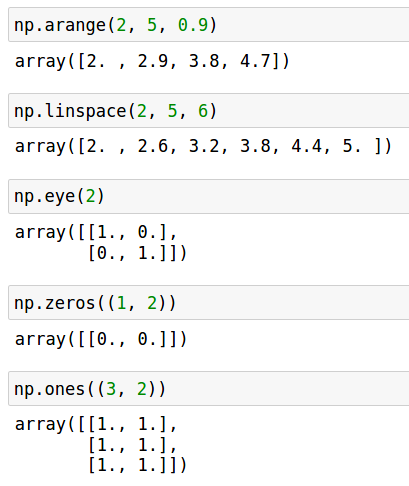 np.arange(2, 5, 0.9)
array([2. , 2.9, 3.8, 4.7])
np.linspace(2, 5, 6)
array([2. , 2.6, 3.2, 3.8, 4.4, 5. ])
np.eye(2)
array([[1., 0.],
       [0., 1.]])
np.zeros((1, 2))
array([[0., 0.]])
np.ones((3, 2))
array([[1., 1.],
       [1., 1.],
       [1., 1.]])